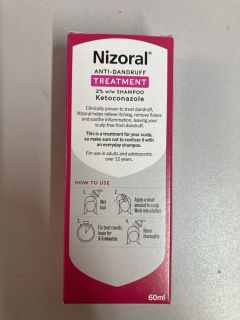 Nizoral®
ANTI-DANDRUFF
TREATMENT
2% w/w SHAMPOO
Ketoconazole
Clinically proven to treat dandruff,
Nizoral helps relieve itching, remove flakes
and soothe inflammation, leaving your
scalp free from dandruff.
This is a treatment for your scalp,
so make sure not to confuse it with
an everyday shampoo.
For use in adults and adolescents
over 12 years.
HOW TO USE
1.
Wet
hair
2.
Apply a small
amount to scalp
Work into a lather
3.
For best results
leave for
3-5 minutes
4.
Rinse
thoroughly
60ml